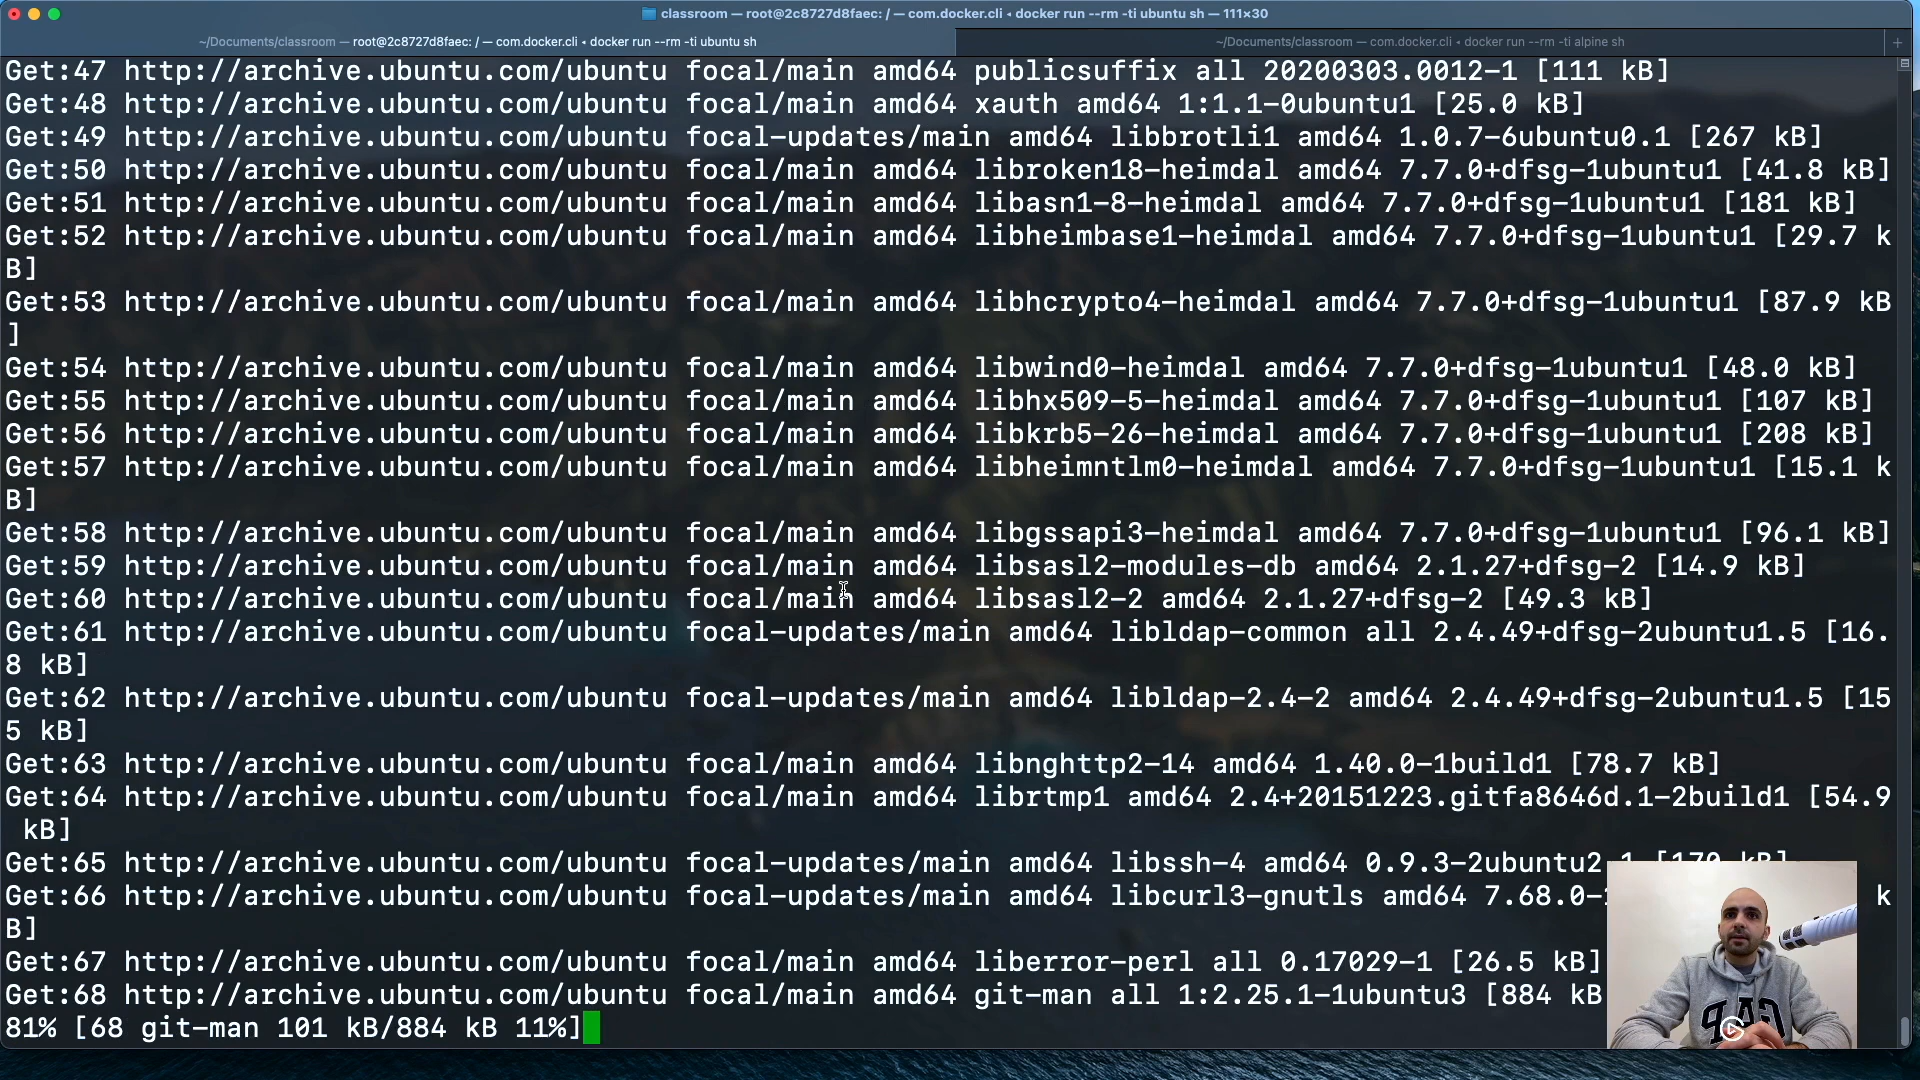 classroom — root@2c8727d8faec: / — com.docker.cli ◂ docker run --rm -ti ubuntu sh — 111×30
~/Documents/classroom — root@2c8727d8faec: / — com.docker.cli ◂ docker run --rm -ti ubuntu sh
~/Documents/classroom — com.docker.cli ◂ docker run --rm -ti alpine sh
Get:47 http://archive.ubuntu.com/ubuntu focal/main amd64 publicsuffix all 20200303.0012-1 [111 kB]
Get:48 http://archive.ubuntu.com/ubuntu focal/main amd64 xauth amd64 1:1.1-0ubuntu1 [25.0 kB]
Get:49 http://archive.ubuntu.com/ubuntu focal-updates/main amd64 libbrotli1 amd64 1.0.7-6ubuntu0.1 [267 kB]
Get:50 http://archive.ubuntu.com/ubuntu focal/main amd64 libroken18-heimdal amd64 7.7.0+dfsg-1ubuntu1 [41.8 kB]
Get:51 http://archive.ubuntu.com/ubuntu focal/main amd64 libasn1-8-heimdal amd64 7.7.0+dfsg-1ubuntu1 [181 kB]
Get:52 http://archive.ubuntu.com/ubuntu focal/main amd64 libheimbase1-heimdal amd64 7.7.0+dfsg-1ubuntu1 [29.7 k
B]
Get:53 http://archive.ubuntu.com/ubuntu focal/main amd64 libhcrypto4-heimdal amd64 7.7.0+dfsg-1ubuntu1 [87.9 kB
]
Get:54 http://archive.ubuntu.com/ubuntu focal/main amd64 libwind0-heimdal amd64 7.7.0+dfsg-1ubuntu1 [48.0 kB]
Get:55 http://archive.ubuntu.com/ubuntu focal/main amd64 libhx509-5-heimdal amd64 7.7.0+dfsg-1ubuntu1 [107 kB]
Get:56 http://archive.ubuntu.com/ubuntu focal/main amd64 libkrb5-26-heimdal amd64 7.7.0+dfsg-1ubuntu1 [208 kB]
Get:57 http://archive.ubuntu.com/ubuntu focal/main amd64 libheimntlm0-heimdal amd64 7.7.0+dfsg-1ubuntu1 [15.1 k
B]
Get:58 http://archive.ubuntu.com/ubuntu focal/main amd64 libgssapi3-heimdal amd64 7.7.0+dfsg-1ubuntu1 [96.1 kB]
Get:59 http://archive.ubuntu.com/ubuntu focal/main amd64 libsasl2-modules-db amd64 2.1.27+dfsg-2 [14.9 kB]
Get:60 http://archive.ubuntu.com/ubuntu focal/main amd64 libsasl2-2 amd64 2.1.27+dfsg-2 [49.3 kB]
Get:61 http://archive.ubuntu.com/ubuntu focal-updates/main amd64 libldap-common all 2.4.49+dfsg-2ubuntu1.5 [16.
8 kB]
Get:62 http://archive.ubuntu.com/ubuntu focal-updates/main amd64 libldap-2.4-2 amd64 2.4.49+dfsg-2ubuntu1.5 [15
5 kB]
Get:63 http://archive.ubuntu.com/ubuntu focal/main amd64 libnghttp2-14 amd64 1.40.0-1build1 [78.7 kB]
Get:64 http://archive.ubuntu.com/ubuntu focal/main amd64 librtmp1 amd64 2.4+20151223.gitfa8646d.1-2build1 [54.9
kB]
Get:65 http://archive.ubuntu.com/ubuntu focal-updates/main amd64 libssh-4 amd64 0.9.3-2ubuntu2.1 [170 kB]
Get:66 http://archive.ubuntu.com/ubuntu focal-updates/main amd64 libcurl3-gnutls amd64 7.68.0- k
B]
Get:67 http://archive.ubuntu.com/ubuntu focal/main amd64 liberror-perl all 0.17029-1 [26.5 kB]
Get:68 http://archive.ubuntu.com/ubuntu focal/main amd64 git-man all 1:2.25.1-1ubuntu3 [884 kB
81% [68 git-man 101 kB/884 kB 11%]
GAP